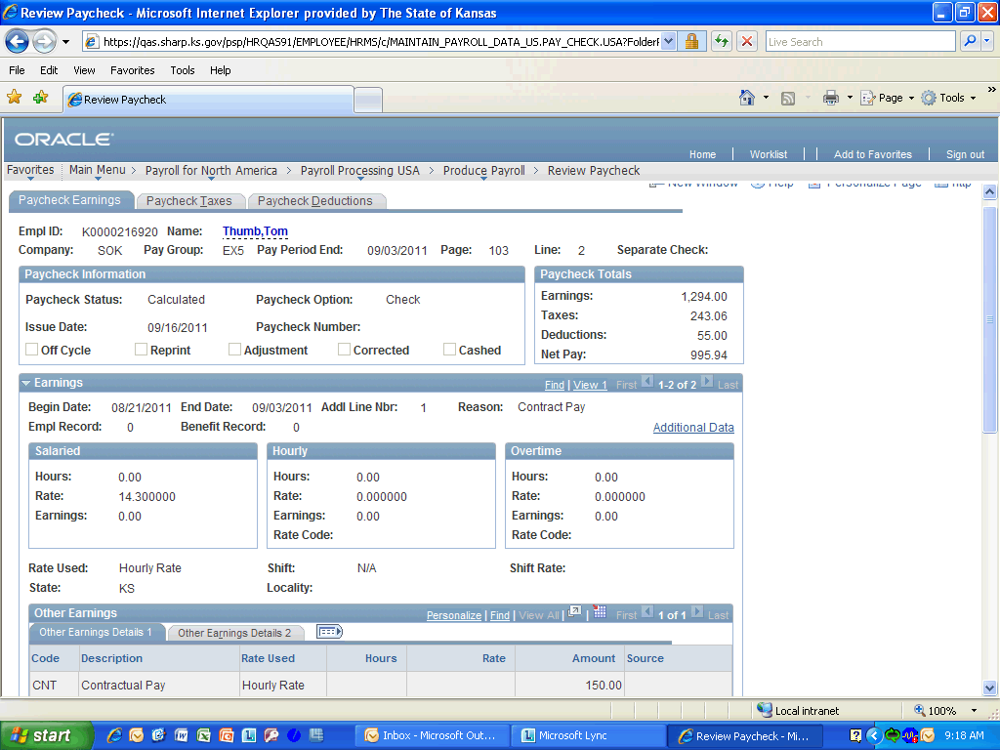 Review Paycheck - Microsoft Internet Explorer provided by The State of Kansas
https://qas.sharp.ks.gov/psp/HRQAS91/EMPLOYEE/HRMS/c/MAINTAIN_PAYROLL_DATA_US.PAY_CHECK.USA?Folder
Live Search
File Edit View Favorites Tools Help
Review Paycheck
Page Tools »
ORACLE
Home Worklist Add to Favorites Sign out
Favorites Main Menu > Payroll for North America > Payroll Processing USA > Produce Payroll > Review Paycheck
New Window Help Personalize Page http
Paycheck Earnings Paycheck Taxes Paycheck Deductions
Empl ID: K0000216920 Name: Thumb,Tom
Company: SOK Pay Group: EX5 Pay Period End: 09/03/2011 Page: 103 Line: 2 Separate Check:
Paycheck Information
Paycheck Status: Calculated Paycheck Option: Check
Issue Date: 09/16/2011 Paycheck Number:
Off Cycle Reprint Adjustment Corrected Cashed
Paycheck Totals
Earnings: 1,294.00
Taxes: 243.06
Deductions: 55.00
Net Pay: 995.94
Earnings Find | View 1 First 1-2 of 2 Last
Begin Date: 08/21/2011 End Date: 09/03/2011 Addl Line Nbr: 1 Reason: Contract Pay
Empl Record: 0 Benefit Record: 0
Additional Data
Salaried
Hours: 0.00
Rate: 14.300000
Earnings: 0.00
Hourly
Hours: 0.00
Rate: 0.000000
Earnings: 0.00
Rate Code:
Overtime
Hours: 0.00
Rate: 0.000000
Earnings: 0.00
Rate Code:
Rate Used: Hourly Rate Shift: N/A Shift Rate:
State: KS Locality:
Other Earnings Personalize | Find | View All | | First 1 of 1 Last
Other Earnings Details 1 Other Earnings Details 2
Code Description Rate Used Hours Rate Amount Source
CNT Contractual Pay Hourly Rate 150.00
Local intranet 100%
start Inbox - Microsoft Out... Microsoft Lync Review Paycheck - Mi... 9:18 AM